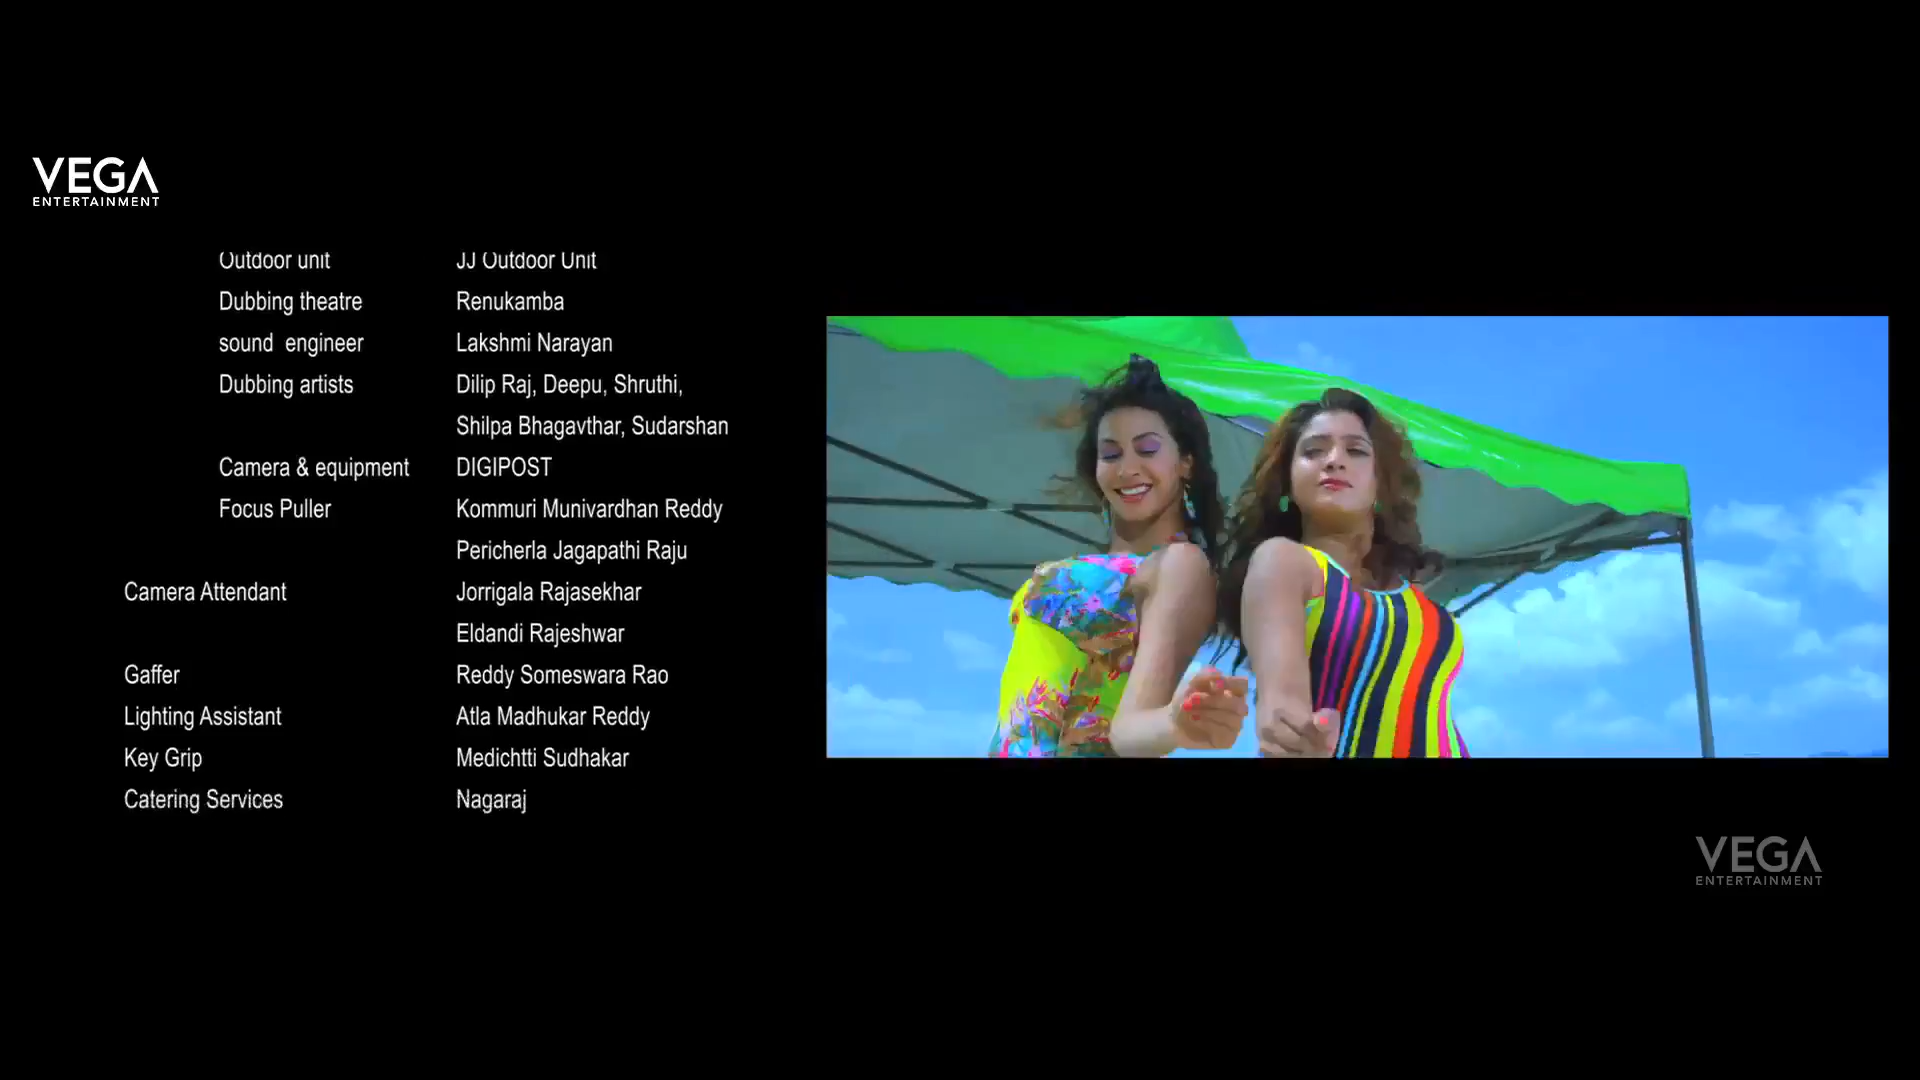 VEGA
ENTERTAINMENT
Outdoor unit JJ Outdoor Unit
Dubbing theatre Renukamba
sound engineer Lakshmi Narayan
Dubbing artists Dilip Raj, Deepu, Shruthi,
Shilpa Bhagavthar, Sudarshan
Camera & equipment DIGIPOST
Focus Puller Kommuri Munivardhan Reddy
Pericherla Jagapathi Raju
Camera Attendant Jorrigala Rajasekhar
Eldandi Rajeshwar
Gaffer Reddy Someswara Rao
Lighting Assistant Atla Madhukar Reddy
Key Grip Medichtti Sudhakar
Catering Services Nagaraj
VEGA
ENTERTAINMENT